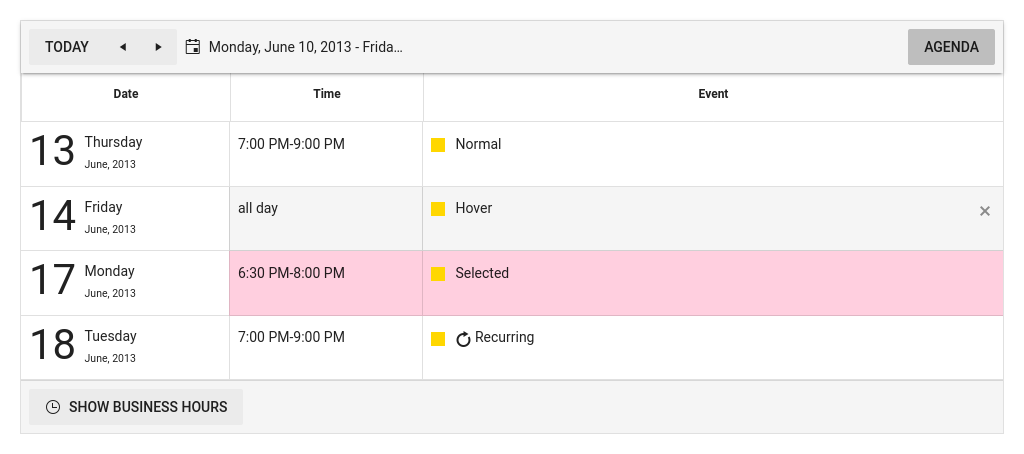 TODAY Monday, June 10, 2013 - Frida... AGENDA
Date Time Event
13 Thursday 7:00 PM-9:00 PM Normal
June, 2013
14 Friday all day Hover
June, 2013
17 Monday 6:30 PM-8:00 PM Selected
June, 2013
18 Tuesday 7:00 PM-9:00 PM Recurring
June, 2013
SHOW BUSINESS HOURS